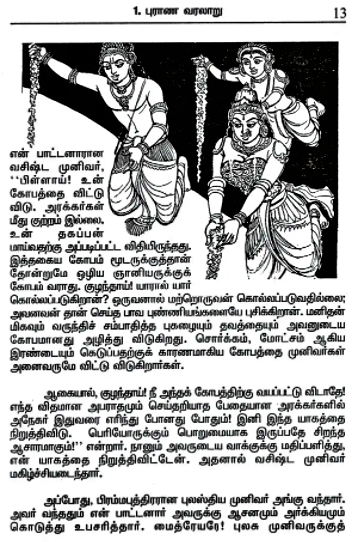 1. புராண வரலாறு
13
என் பாட்டனாரான
வசிஷ்ட முனிவர்,
''பிள்ளாய்! உன்
கோபத்தை விட்டு
விடு. அரக்கர்கள்
மீது குற்றம் இல்லை.
உன் தகப்பன்
மாய்வதற்கு அப்படிப்பட்ட விதியிருந்தது.
இத்தகைய கோபம் மூடருக்குத்தான்
தோன்றுமே ஒழிய ஞானியருக்குக்
கோபம் வராது. குழந்தாய்! யாரால் யார்
கொல்லப்படுகிறான்? ஒருவனால் மற்றொருவன் கொல்லப்படுவதில்லை;
அவனவன் தான் செய்த பாவ புண்ணியங்களையே புசிக்கிறான். மனிதன்
மிகவும் வருந்திச் சம்பாதித்த புகழையும் தவத்தையும் அவனுடைய
கோபமானது அழித்து விடுகிறது. சொர்க்கம், மோட்சம் ஆகிய
இரண்டையும் கெடுப்பதற்குக் காரணமாகிய கோபத்தை முனிவர்கள்
அனைவருமே விட்டு விடுகிறார்கள்.
ஆகையால், குழந்தாய்! நீ அந்தக் கோபத்திற்கு வயப்பட்டு விடாதே!
எந்த விதமான அபராதமும் செய்தறியாத பேதையான அரக்கர்களில்
அநேகர் இதுவரை எரிந்து போனது போதும்! இனி இந்த யாகத்தை
நிறுத்திவிடு. பெரியோருக்கும் பொறுமையாக இருப்பதே சிறந்த
ஆசாரமாகும்!'' என்றார். நானும் அவருடைய வாக்குக்கு மதிப்பளித்து,
என் யாகத்தை நிறுத்திவிட்டேன். அதனால் வசிஷ்ட முனிவர்
மகிழ்ச்சியடைந்தார்.
அப்போது, பிரம்மபுத்திரரான புலஸ்திய முனிவர் அங்கு வந்தார்.
அவர் வந்ததும் என் பாட்டனார் அவருக்கு ஆசனமும் அர்க்கியமும்
கொடுத்து உபசரித்தார். மைத்ரேயரே! புலக முனிவருக்குத்